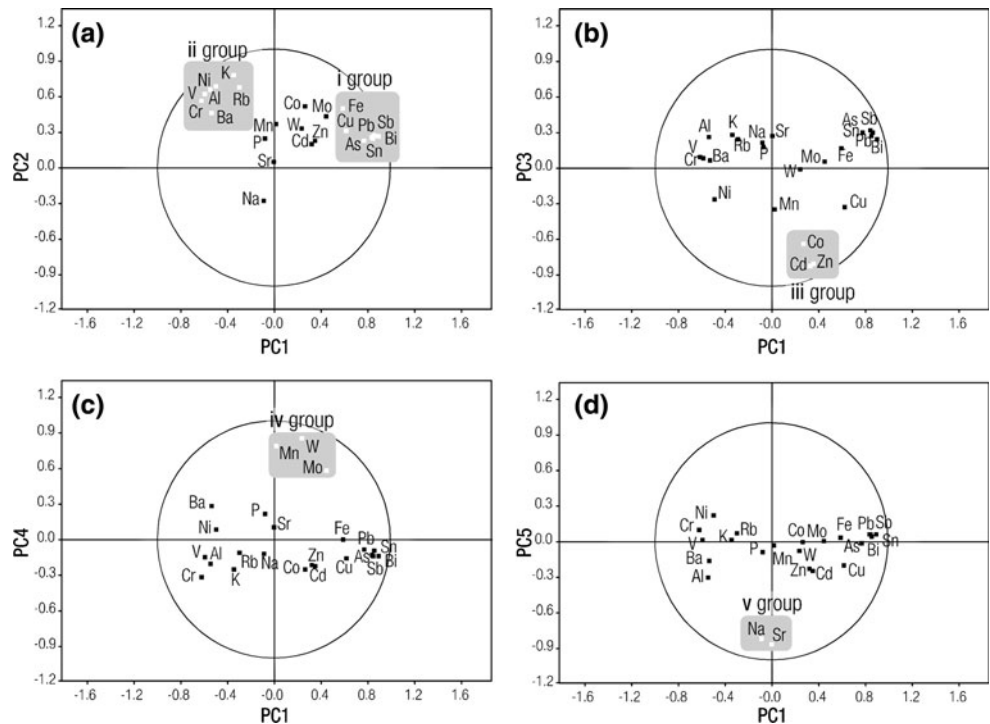 (a)
ii group
i group
Ni K
V Al Rb
Cr Ba
Co Mo
Mn W Zn
P Cd
Sr
Na
Fe
Cu Pb Sb
As Sn Bi
PC2
1.2
0.9
0.6
0.3
0.0
-0.3
-0.6
-0.9
-1.2
-1.6 -1.2 -0.8 -0.4 -0.0 0.4 0.8 1.2 1.6
PC1
(b)
Al K Na Sr
V Rb P
Cr Ba
Ni
As Sb
Sn
Pb Bi
Mo Fe
W
Mn Cu
Co
Cd Zn
iii group
PC3
1.2
0.9
0.6
0.3
0.0
-0.3
-0.6
-0.9
-1.2
-1.6 -1.2 -0.8 -0.4 -0.0 0.4 0.8 1.2 1.6
PC1
(c)
iv group
W
Mn
Mo
Ba P
Ni Sr Fe
Pb Sn
V Al Rb Na Zn As Bi
Cr K Co Cd Cu Sb
PC4
1.2
0.9
0.6
0.3
0.0
-0.3
-0.6
-0.9
-1.2
-1.6 -1.2 -0.8 -0.4 -0.0 0.4 0.8 1.2 1.6
PC1
(d)
Ni
Cr Rb Co Mo Fe Pb Sb
V K P W As Bi Sn
Ba Mn
Al Zn Cd Cu
v group
Na Sr
PC5
1.2
0.9
0.6
0.3
0.0
-0.3
-0.6
-0.9
-1.2
-1.6 -1.2 -0.8 -0.4 -0.0 0.4 0.8 1.2 1.6
PC1